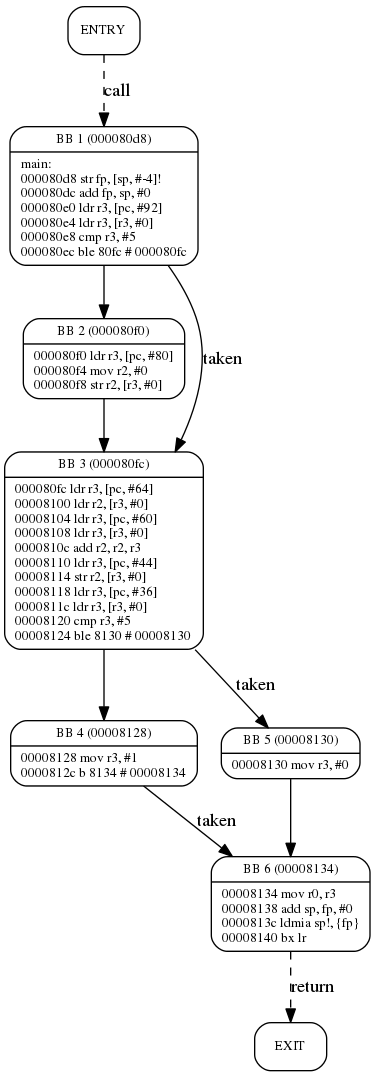 ENTRY
call
BB 1 (000080d8)
main:
000080d8 str fp, [sp, #-4]!
000080dc add fp, sp, #0
000080e0 ldr r3, [pc, #92]
000080e4 ldr r3, [r3, #0]
000080e8 cmp r3, #5
000080ec ble 80fc # 000080fc
BB 2 (000080f0)
000080f0 ldr r3, [pc, #80]
000080f4 mov r2, #0
000080f8 str r2, [r3, #0]
taken
BB 3 (000080fc)
000080fc ldr r3, [pc, #64]
00008100 ldr r2, [r3, #0]
00008104 ldr r3, [pc, #60]
00008108 ldr r3, [r3, #0]
0000810c add r2, r2, r3
00008110 ldr r3, [pc, #44]
00008114 str r2, [r3, #0]
00008118 ldr r3, [pc, #36]
0000811c ldr r3, [r3, #0]
00008120 cmp r3, #5
00008124 ble 8130 # 00008130
taken
BB 4 (00008128)
00008128 mov r3, #1
0000812c b 8134 # 00008134
BB 5 (00008130)
00008130 mov r3, #0
taken
BB 6 (00008134)
00008134 mov r0, r3
00008138 add sp, fp, #0
0000813c ldmia sp!, {fp}
00008140 bx lr
return
EXIT